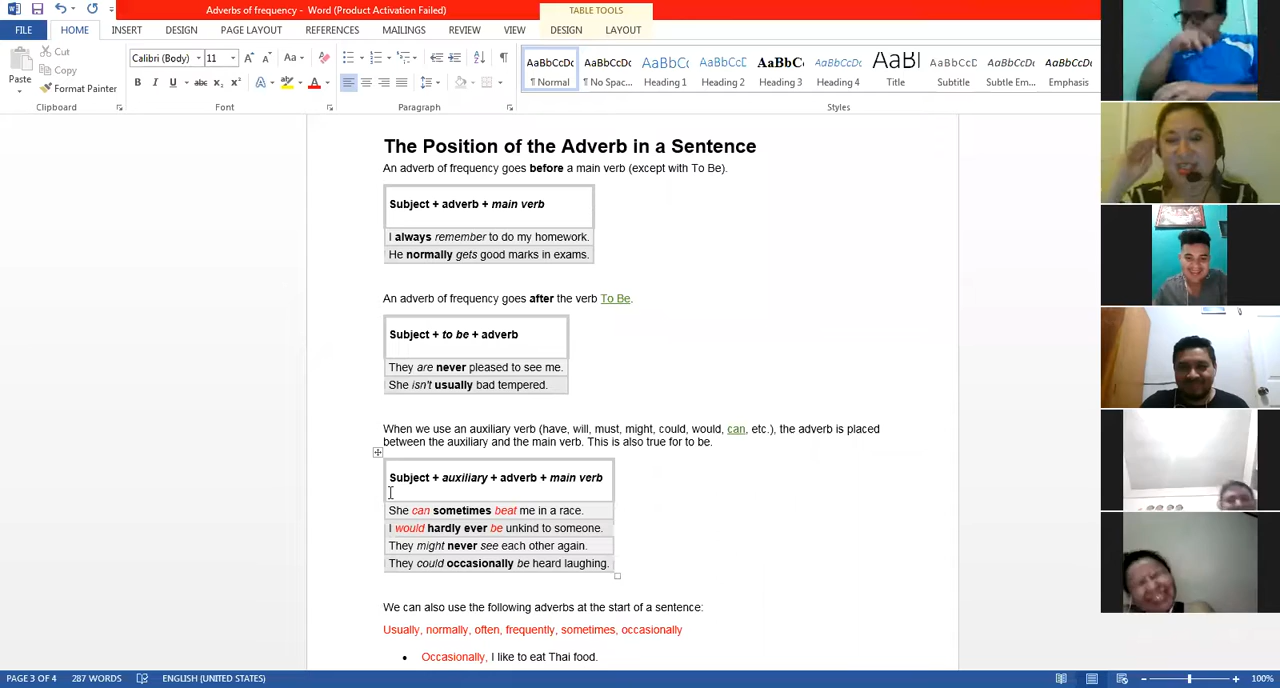 Adverbs of frequency - Word (Product Activation Failed)
TABLE TOOLS
FILE HOME INSERT DESIGN PAGE LAYOUT REFERENCES MAILINGS REVIEW VIEW DESIGN LAYOUT
Cut
Copy
Format Painter
Paste
Calibri (Body) 11
Clipboard Font Paragraph Styles
AaBbCcDc AaBbCcDc AaBbCc AaBbCc AaBbCc AaBbCc AaBl AaBbCcD AaBbCcDc AaBbCcDc
¶ Normal ¶ No Spac... Heading 1 Heading 2 Heading 3 Heading 4 Title Subtitle Subtle Em... Emphasis
The Position of the Adverb in a Sentence
An adverb of frequency goes before a main verb (except with To Be).
Subject + adverb + main verb
I always remember to do my homework.
He normally gets good marks in exams.
An adverb of frequency goes after the verb To Be.
Subject + to be + adverb
They are never pleased to see me.
She isn't usually bad tempered.
When we use an auxiliary verb (have, will, must, might, could, would, can, etc.), the adverb is placed
between the auxiliary and the main verb. This is also true for to be.
Subject + auxiliary + adverb + main verb
She can sometimes beat me in a race.
I would hardly ever be unkind to someone.
They might never see each other again.
They could occasionally be heard laughing.
We can also use the following adverbs at the start of a sentence:
Usually, normally, often, frequently, sometimes, occasionally
• Occasionally, I like to eat Thai food.
PAGE 3 OF 4 287 WORDS ENGLISH (UNITED STATES) 100%